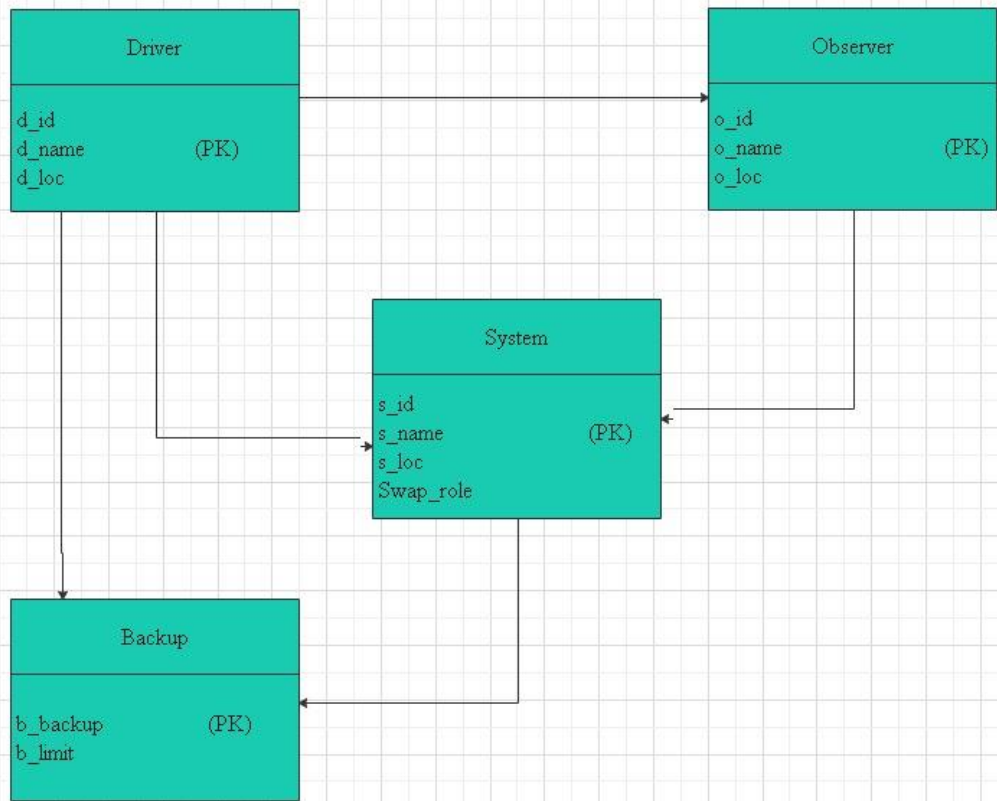 Driver
d_id
d_name (PK)
d_loc
Observer
o_id
o_name (PK)
o_loc
System
s_id
s_name (PK)
s_loc
Swap_role
Backup
b_backup (PK)
b_limit